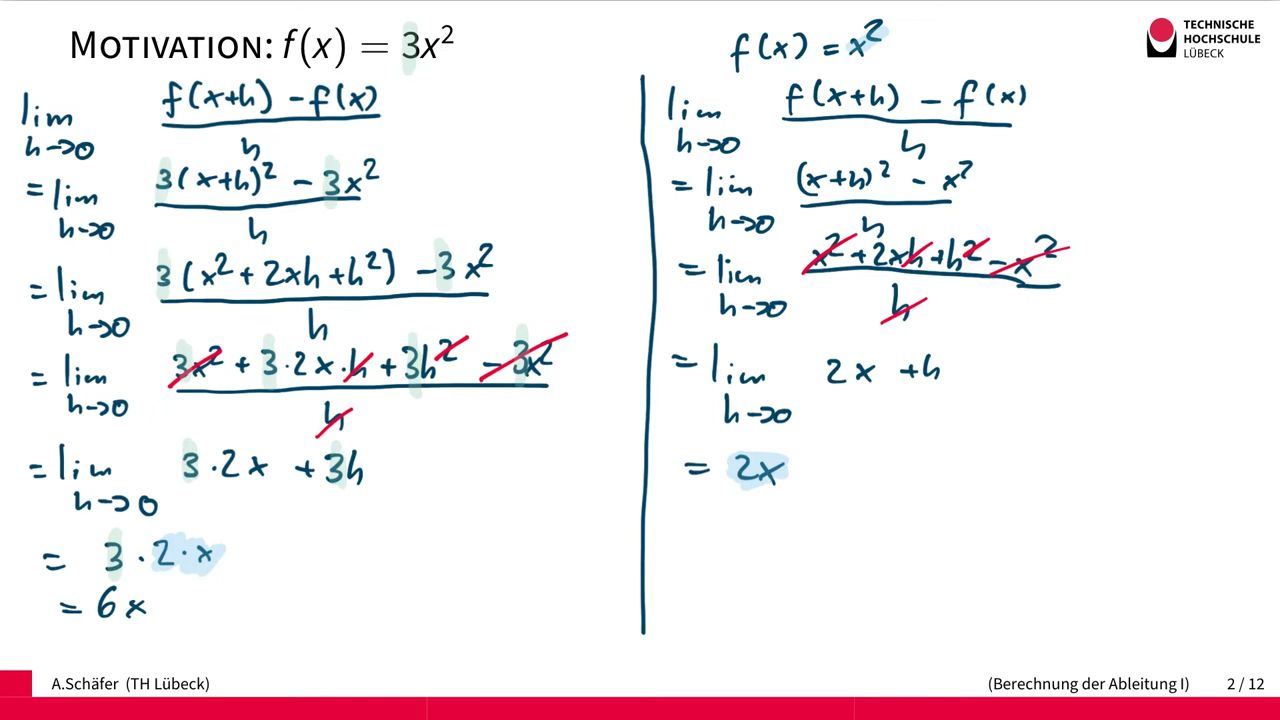 MOTIVATION: f(x) = 3x²
lim h→0 (f(x+h) - f(x)) / h
= lim h→0 (3(x+h)² - 3x²) / h
= lim h→0 (3(x² + 2xh + h²) - 3x²) / h
= lim h→0 (3x² + 3·2x·h + 3h² - 3x²) / h
= lim h→0 3·2x + 3h
= 3·2·x
= 6x
f(x) = x²
lim h→0 (f(x+h) - f(x)) / h
= lim h→0 ((x+h)² - x²) / h
= lim h→0 (x² + 2xh + h² - x²) / h
= lim h→0 2x + h
= 2x
TECHNISCHE
HOCHSCHULE
LÜBECK
A.Schäfer (TH Lübeck)
(Berechnung der Ableitung I) 2 / 12